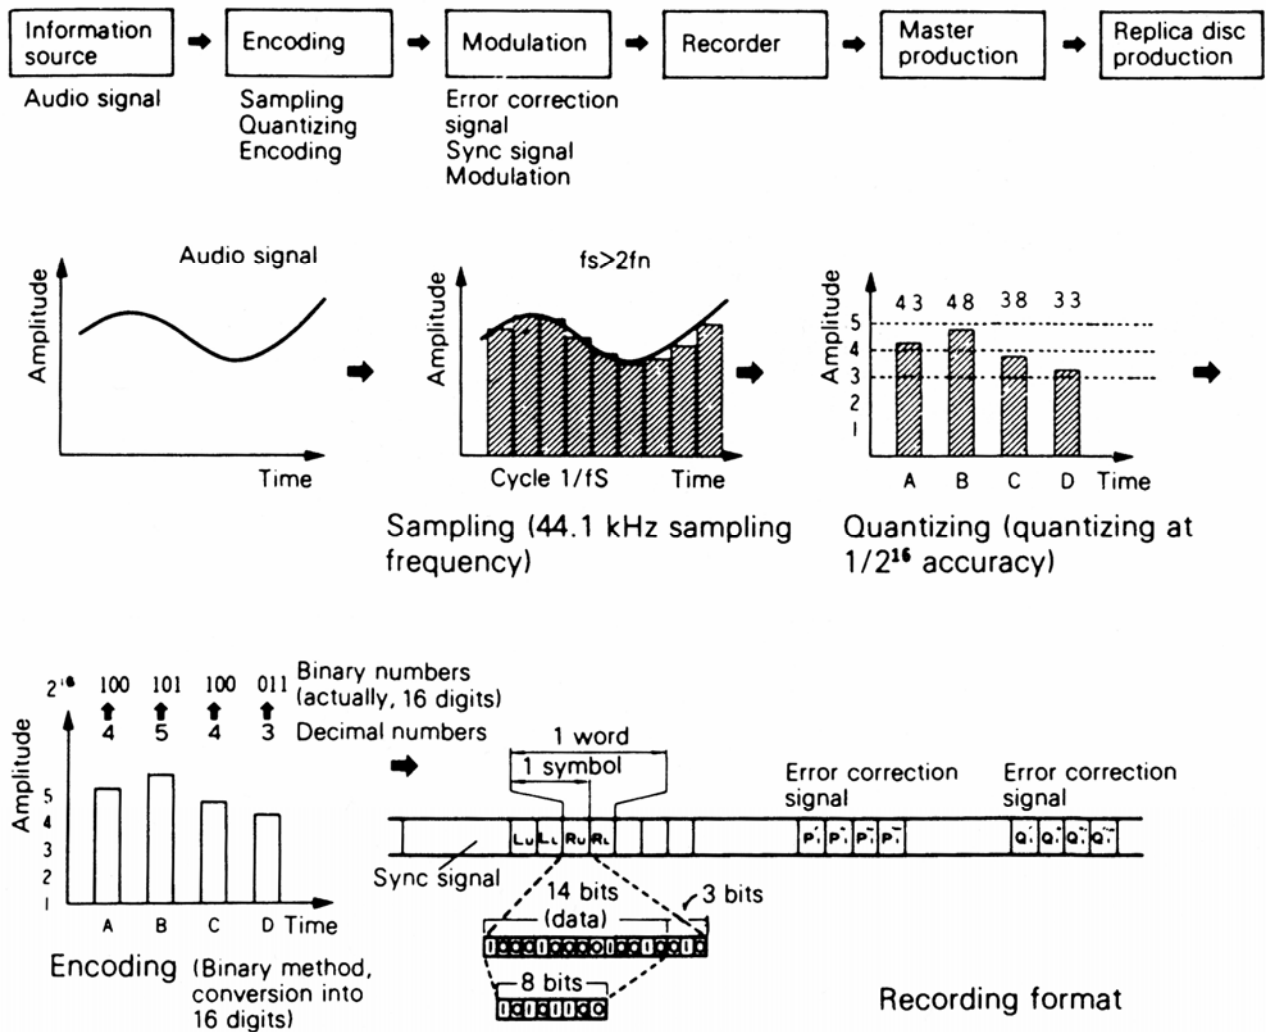 Information
source
Encoding
Modulation
Recorder
Master
production
Replica disc
production
Audio signal
Sampling
Quantizing
Encoding
Error correction
signal
Sync signal
Modulation
Audio signal
Amplitude
Time
fs>2fn
Amplitude
Cycle 1/fS
Time
Sampling (44.1 kHz sampling
frequency)
43 48 38 33
Amplitude
5
4
3
2
1
A B C D Time
Quantizing (quantizing at
1/2¹⁶ accuracy)
2¹⁶ 100 101 100 011 Binary numbers
(actually, 16 digits)
4 5 4 3 Decimal numbers
Amplitude
5
4
3
2
1
A B C D Time
Encoding (Binary method,
conversion into
16 digits)
1 word
1 symbol
Error correction
signal
Error correction
signal
LU LL RU RL
Sync signal
14 bits
(data)
3 bits
8 bits
Recording format